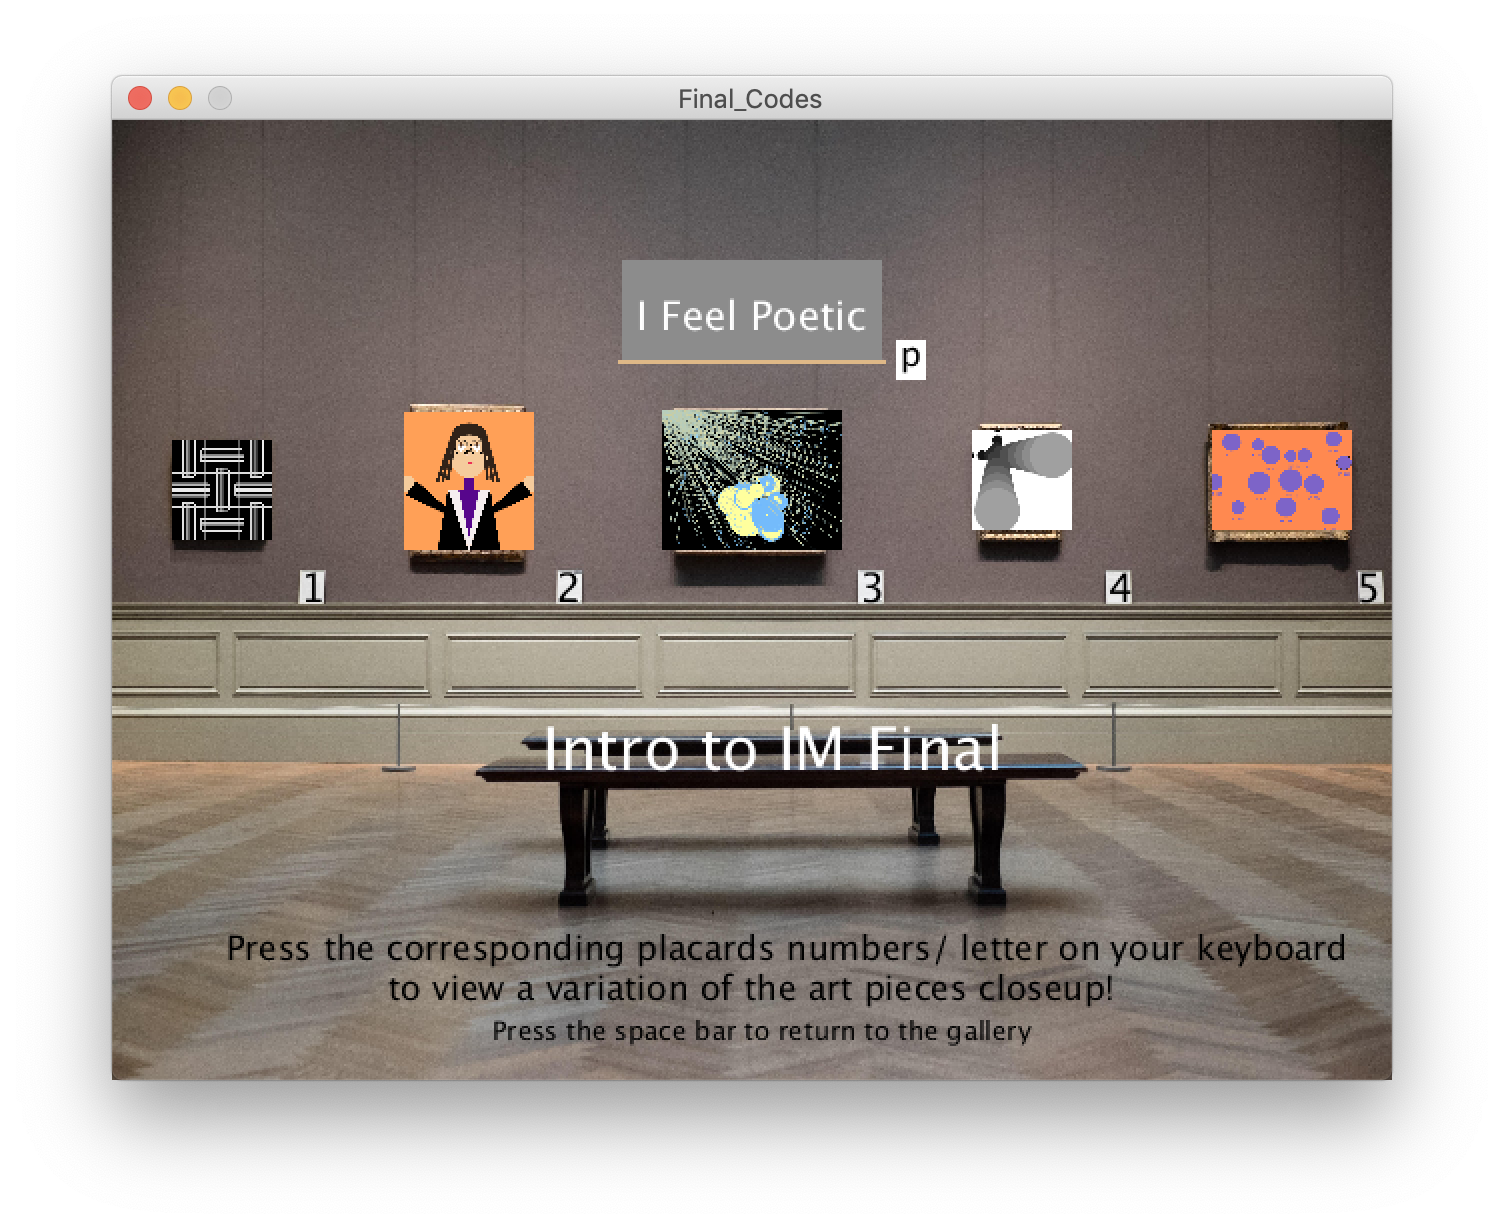 Final_Codes
I Feel Poetic
p
1
2
3
4
5
Intro to IM Final
Press the corresponding placards numbers/ letter on your keyboard
to view a variation of the art pieces closeup!
Press the space bar to return to the gallery